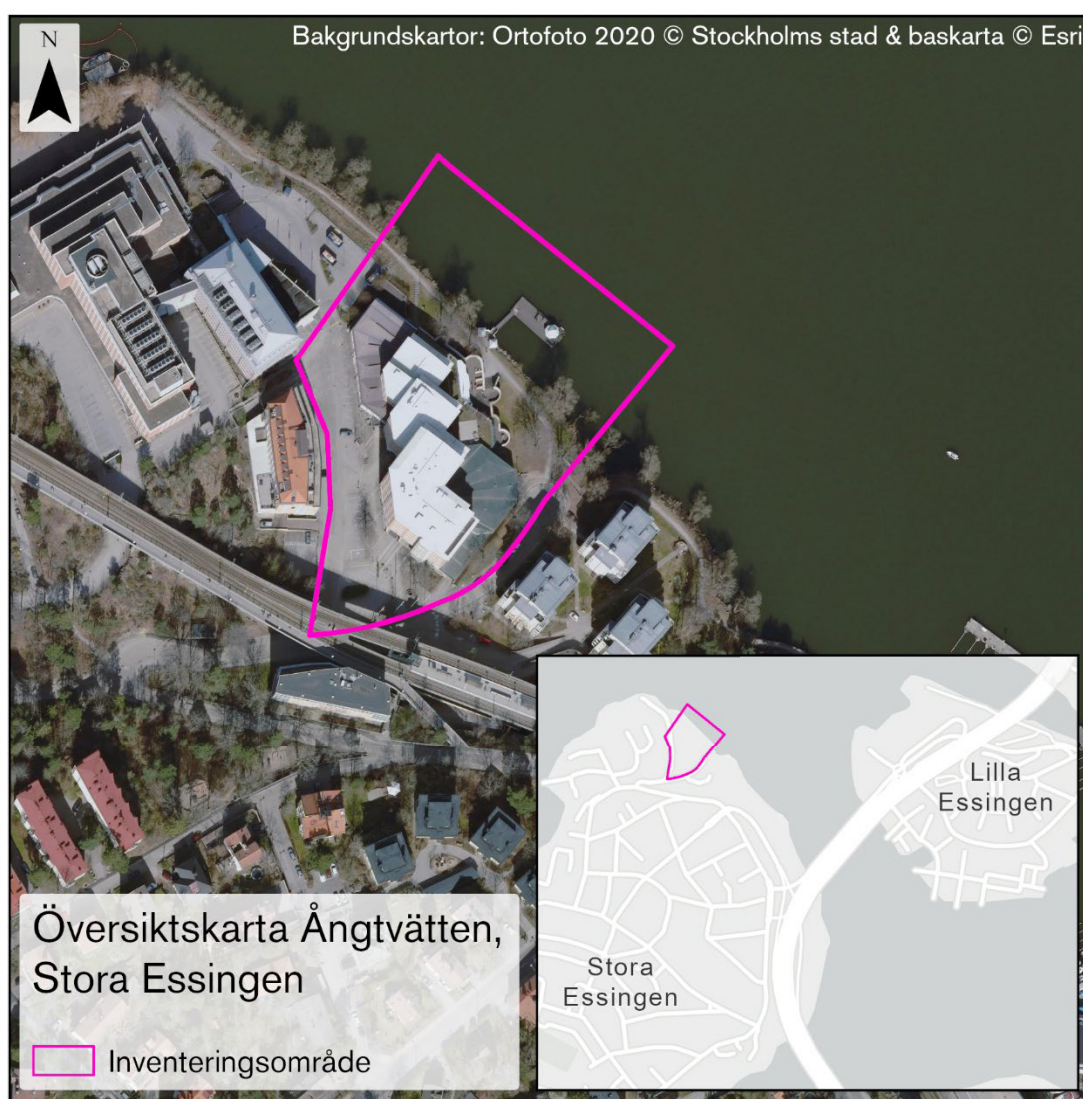 N
Bakgrundskartor: Ortofoto 2020 © Stockholms stad & baskarta © Esri
Lilla
Essingen
Stora
Essingen
Översiktskarta Ångtvätten,
Stora Essingen
Inventeringsområde